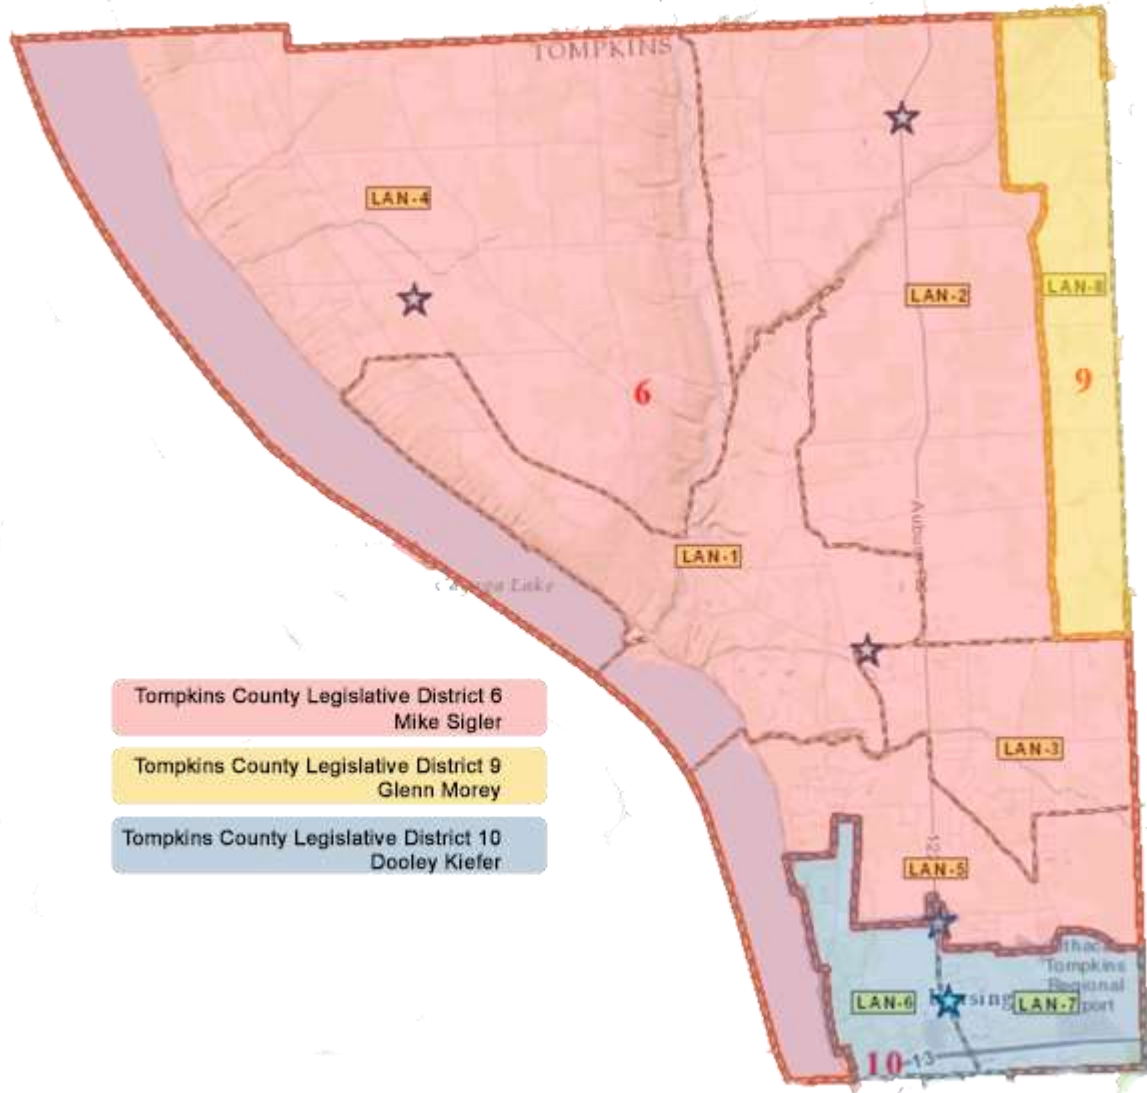 TOMPKINS
LAN-4
LAN-2
LAN-8
6
9
LAN-1
Lake
Tompkins County Legislative District 6
Mike Sigler
LAN-3
Tompkins County Legislative District 9
Glenn Morey
Tompkins County Legislative District 10
Dooley Kiefer
LAN-5
Tompkins
Regional
LAN-6
LAN-7
10
13